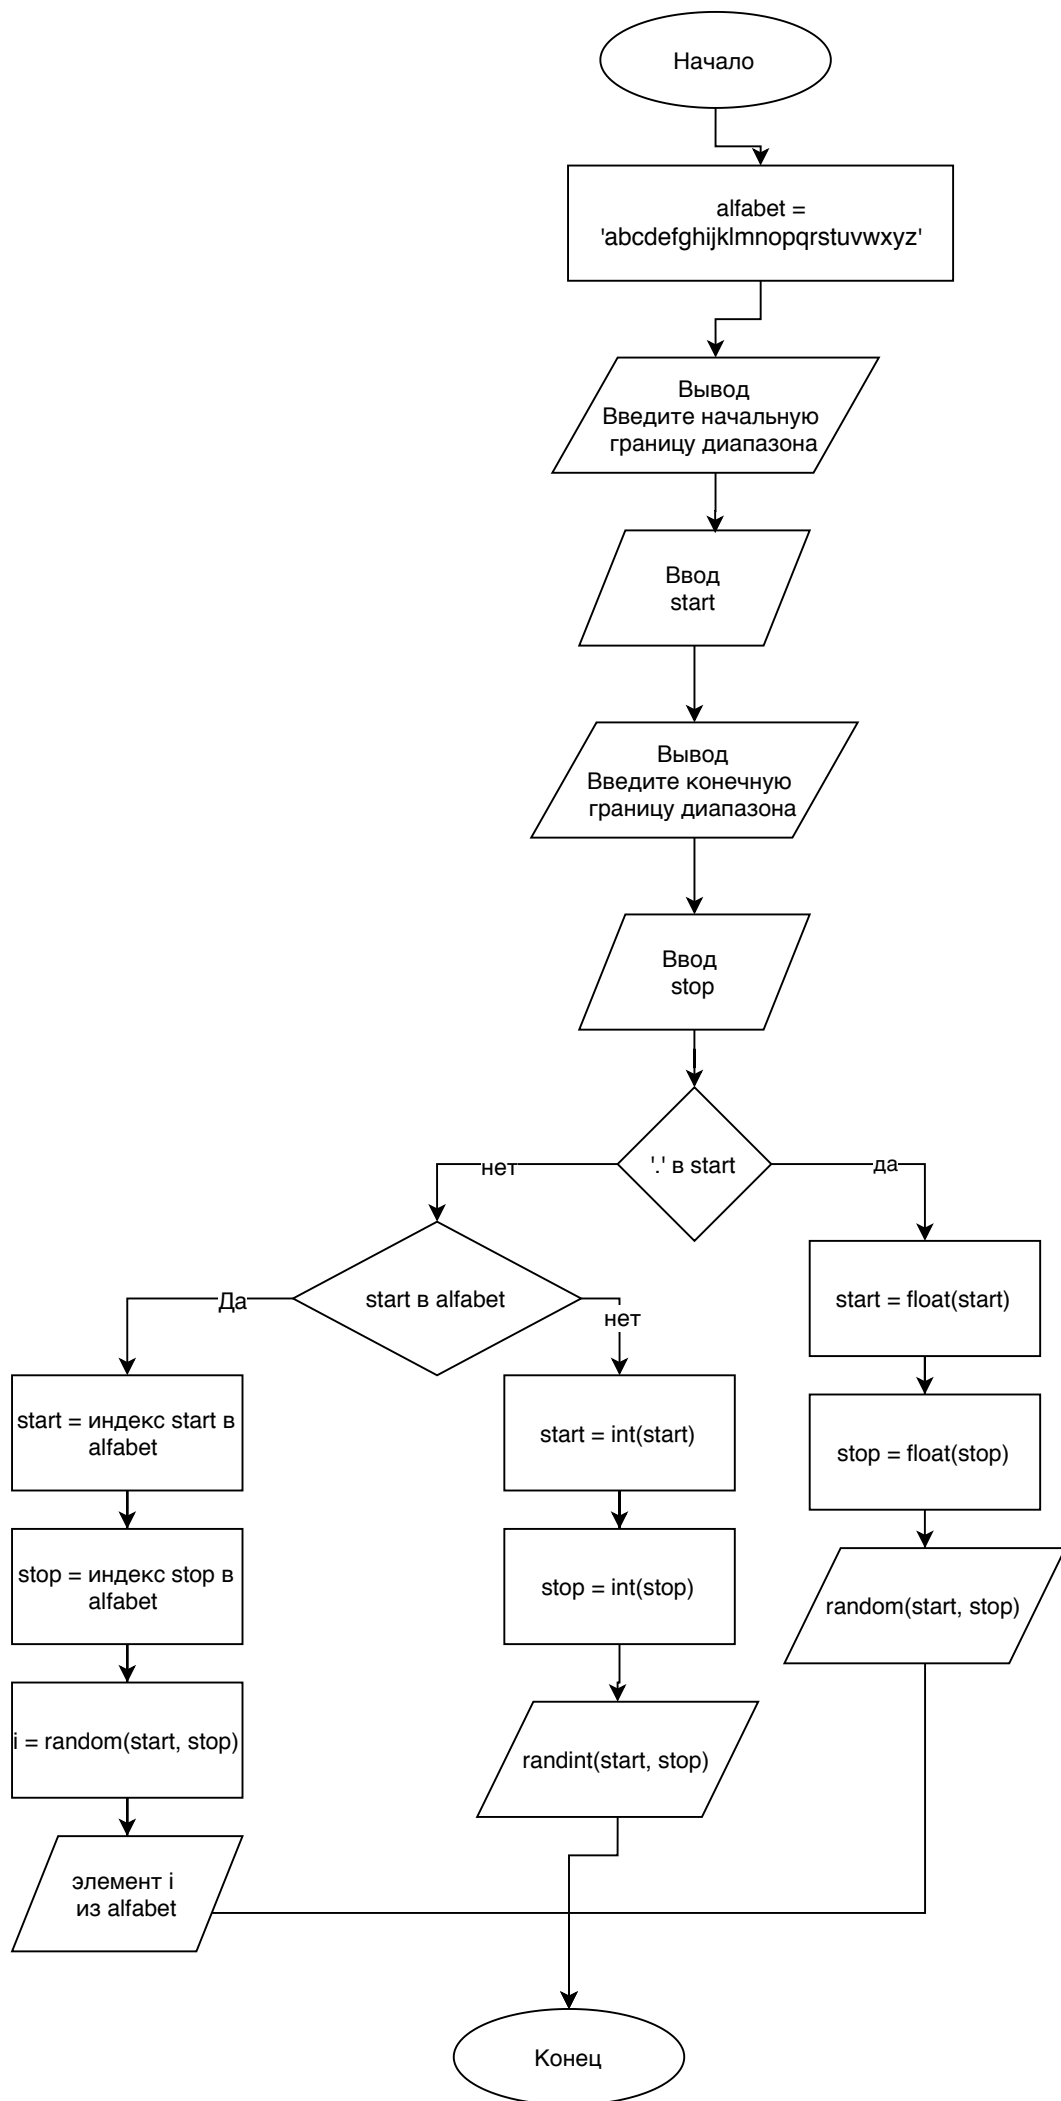 Начало
alfabet =
'abcdefghijklmnopqrstuvwxyz'
Вывод
Введите начальную
границу диапазона
Ввод
start
Вывод
Введите конечную
границу диапазона
Ввод
stop
'.' в start
нет
да
start в alfabet
Да
нет
start = float(start)
stop = float(stop)
random(start, stop)
start = индекс start в
alfabet
stop = индекс stop в
alfabet
i = random(start, stop)
элемент i
из alfabet
start = int(start)
stop = int(stop)
randint(start, stop)
Конец